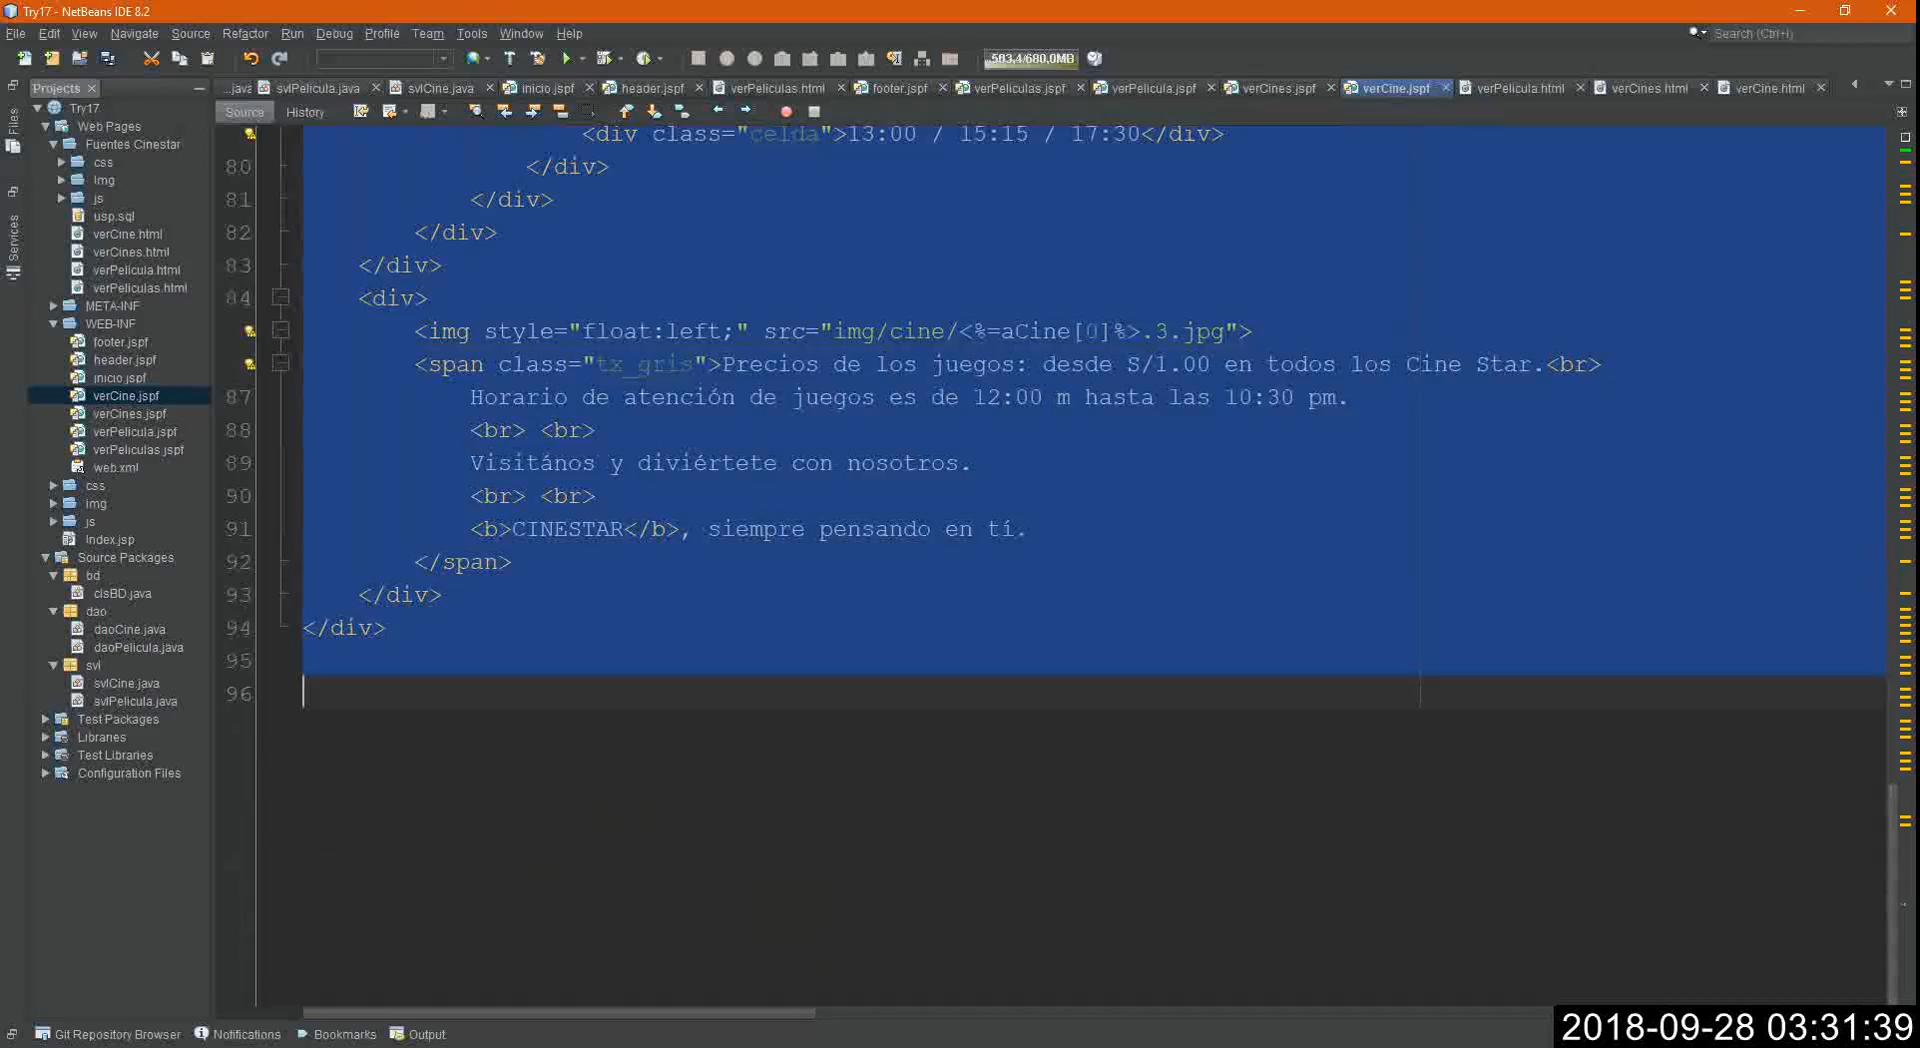 Try17 - NetBeans IDE 8.2
File Edit View Navigate Source Refactor Run Debug Profile Team Tools Window Help
Search (Ctrl+I)
503,4/680,0MB
Projects
...java svlPelicula.java svlCine.java inicio.jspf header.jspf verPeliculas.html footer.jspf verPeliculas.jspf verPelicula.jspf verCines.jspf verCine.jspf verPelicula.html verCines.html verCine.html
Source History
Files
Services
Try17
Web Pages
Fuentes Cinestar
css
Img
js
usp.sql
verCine.html
verCines.html
verPelicula.html
verPeliculas.html
META-INF
WEB-INF
footer.jspf
header.jspf
inicio.jspf
verCine.jspf
verCines.jspf
verPelicula.jspf
verPeliculas.jspf
web.xml
css
img
js
Index.jsp
Source Packages
bd
clsBD.java
dao
daoCine.java
daoPelicula.java
svl
svlCine.java
svlPelicula.java
Test Packages
Libraries
Test Libraries
Configuration Files
<div class="celda">13:00 / 15:15 / 17:30</div>
80 </div>
81 </div>
82 </div>
83 </div>
84 <div>
<img style="float:left;" src="img/cine/<%=aCine[0]%>.3.jpg">
<span class="tx_gris">Precios de los juegos: desde S/1.00 en todos los Cine Star.<br>
87 Horario de atención de juegos es de 12:00 m hasta las 10:30 pm.
88 <br> <br>
89 Visitános y diviértete con nosotros.
90 <br> <br>
91 <b>CINESTAR</b>, siempre pensando en tí.
92 </span>
93 </div>
94 </div>
95
96
Git Repository Browser Notifications Bookmarks Output
2018-09-28 03:31:39